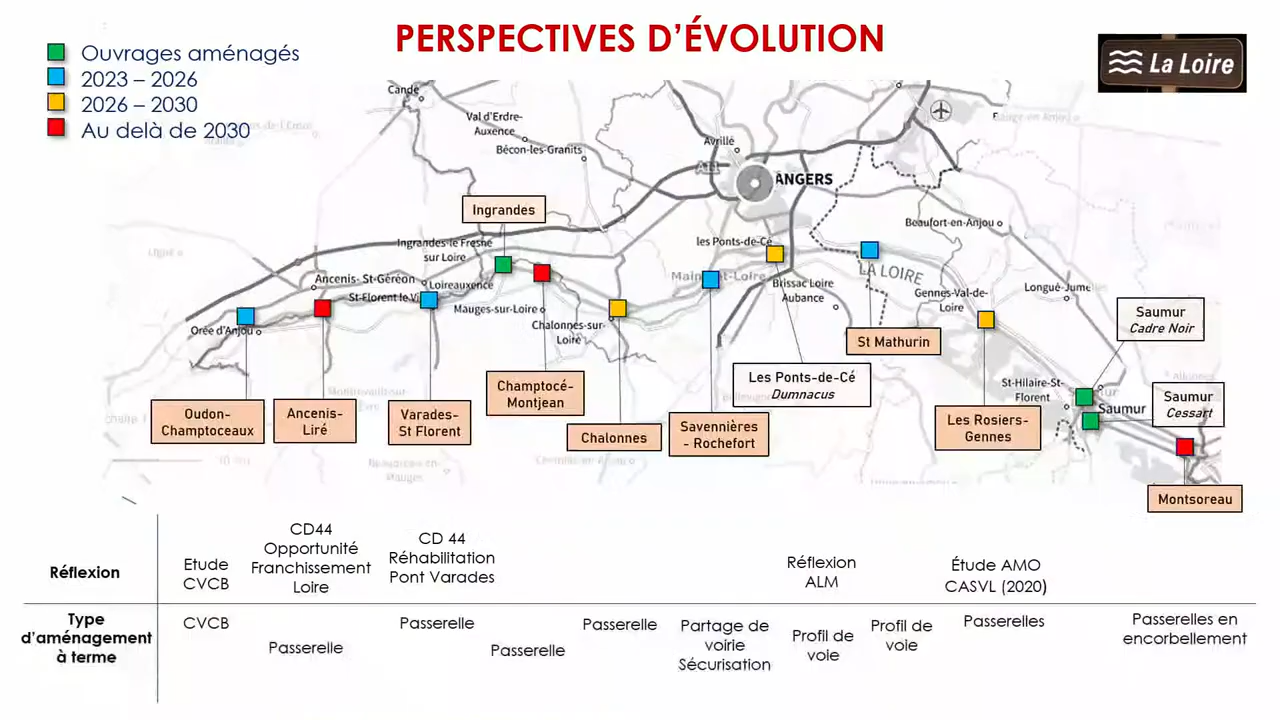 PERSPECTIVES D'ÉVOLUTION
La Loire
Ouvrages aménagés
2023 – 2026
2026 – 2030
Au delà de 2030
Candé
Val d'Erdre-
Auxence
Bécon-les-Granits
Avrillé
A11
ANGERS
Beaufort-en-Anjou
Ingrandes
Ingrandes-le Fresne
sur Loire
les Ponts-de-Cé
LA LOIRE
Ancenis- St-Géréon
Loireauxence
St-Florent le Vi
Mauges-sur-Loire
Chalonnes-sur-
Loire
Orée d'Anjou
Brissac Loire
Aubance
Gennes-Val-de-
Loire
Longué-Jume
Saumur
Cadre Noir
St Mathurin
Les Ponts-de-Cé
Dumnacus
St-Hilaire-St-
Florent
Saumur
Saumur
Cessart
Oudon-
Champtoceaux
Ancenis-
Liré
Varades-
St Florent
Champtocé-
Montjean
Chalonnes
Savennières
- Rochefort
Les Rosiers-
Gennes
Montsoreau
Réflexion
Etude
CVCB
CD44
Opportunité
Franchissement
Loire
CD 44
Réhabilitation
Pont Varades
Réflexion
ALM
Étude AMO
CASVL (2020)
Type
d'aménagement
à terme
CVCB
Passerelle
Passerelle
Passerelle
Passerelle
Partage de
voirie
Sécurisation
Profil de
voie
Profil de
voie
Passerelles
Passerelles en
encorbellement